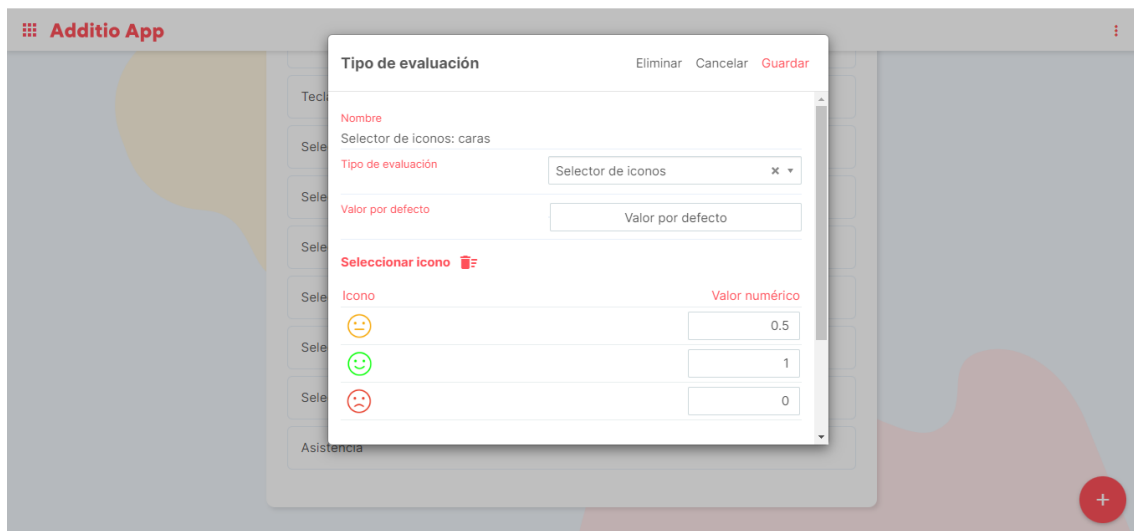 Additio App
Tipo de evaluación
Eliminar Cancelar Guardar
Tecl
Nombre
Selector de iconos: caras
Sele
Tipo de evaluación
Selector de iconos
Sele
Valor por defecto
Valor por defecto
Sele
Seleccionar icono
Sele
Icono
Valor numérico
0.5
Sele
1
Sele
0
Asistencia